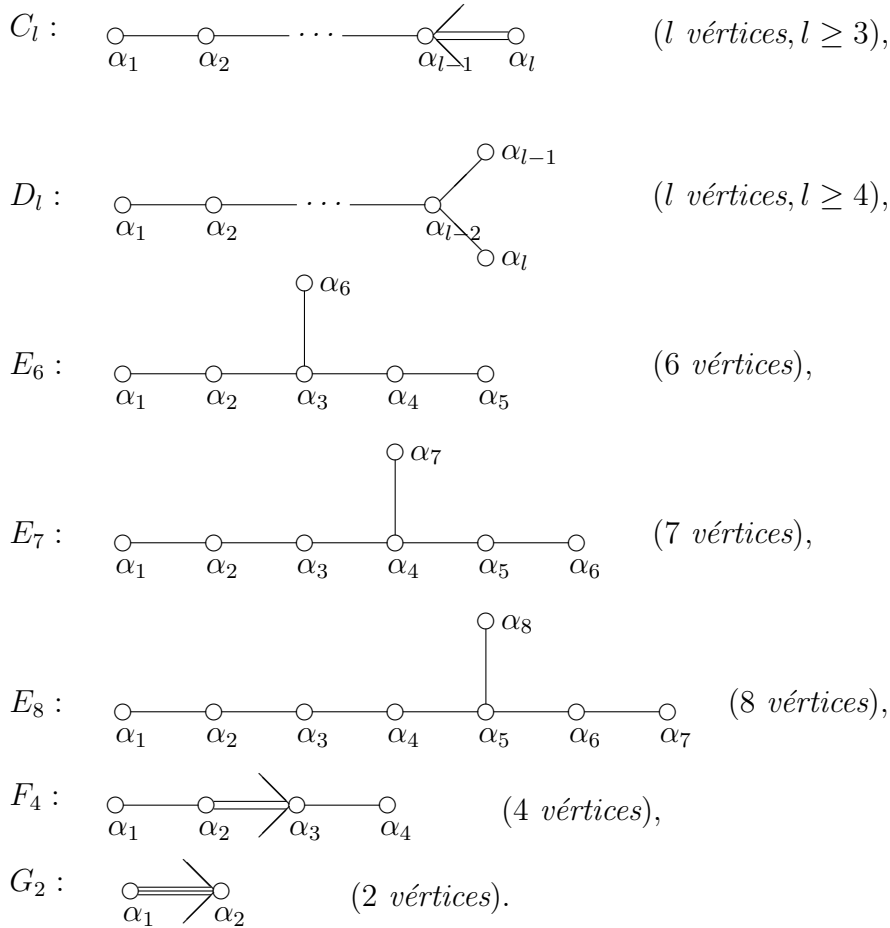 C_l : α_1 α_2 ··· α_{l−1} α_l (l vértices, l ≥ 3),
α_{l−1}
D_l : α_1 α_2 ··· α_{l−2} (l vértices, l ≥ 4),
α_l
α_6
E_6 : α_1 α_2 α_3 α_4 α_5 (6 vértices),
α_7
E_7 : α_1 α_2 α_3 α_4 α_5 α_6 (7 vértices),
α_8
E_8 : α_1 α_2 α_3 α_4 α_5 α_6 α_7 (8 vértices),
F_4 : α_1 α_2 α_3 α_4 (4 vértices),
G_2 : α_1 α_2 (2 vértices).